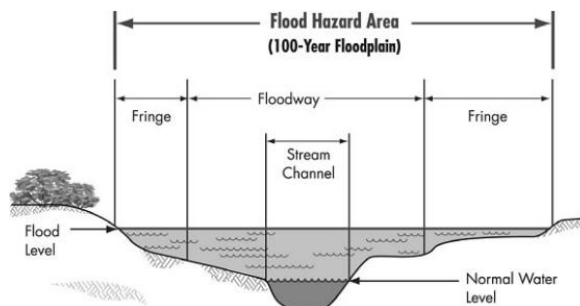 Flood Hazard Area
(100-Year Floodplain)
Floodway
Fringe
Fringe
Stream
Channel
Flood
Level
Normal Water
Level